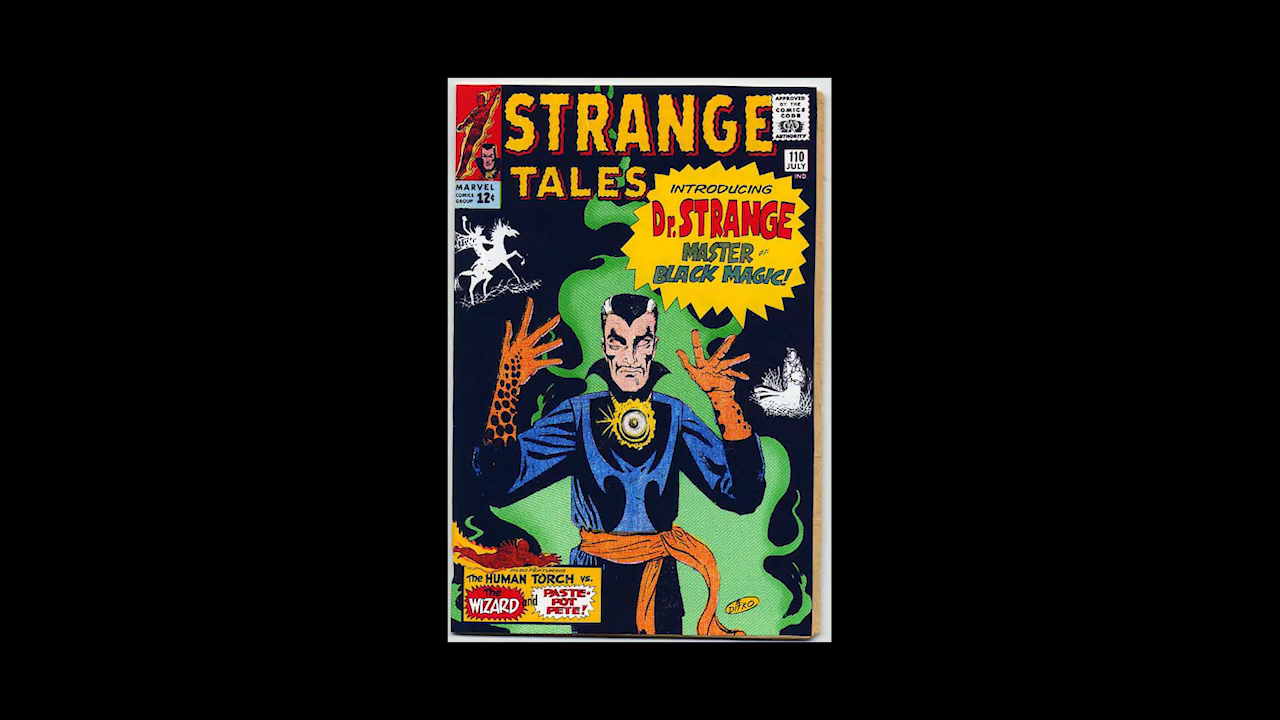 STRANGE
TALES
APPROVED
BY THE
COMICS
CODE
AUTHORITY
110
JULY
IND.
MARVEL
COMICS
GROUP
12¢
INTRODUCING
Dr. STRANGE
MASTER OF
BLACK MAGIC!
ALSO FEATURING
The HUMAN TORCH vs.
The
WIZARD
and
PASTE-
POT
PETE!
DITKO